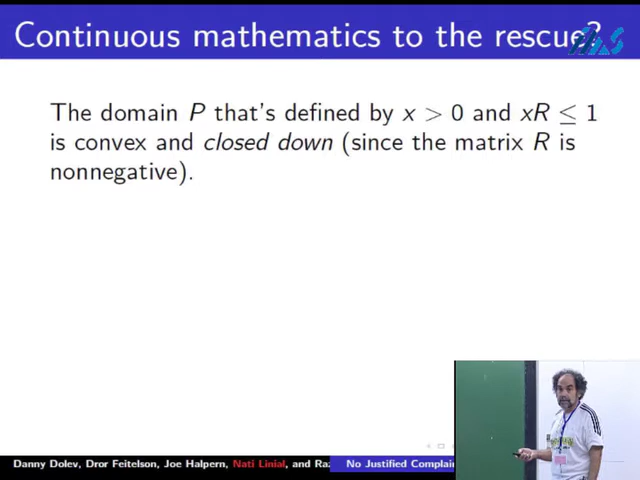 Continuous mathematics to the rescue?
The domain P that's defined by x > 0 and xR ≤ 1
is convex and closed down (since the matrix R is
nonnegative).
Danny Dolev, Dror Feitelson, Joe Halpern, Nati Linial, and Raz No Justified Complain